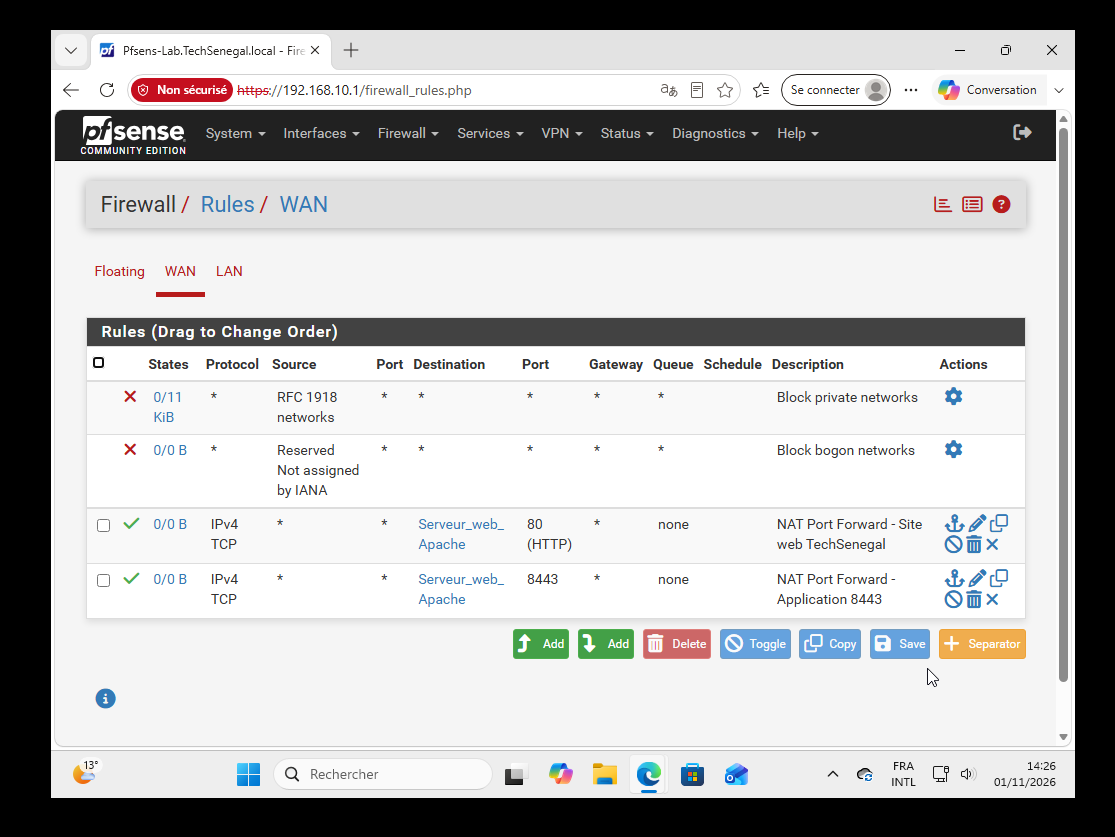 Pfsens-Lab.TechSenegal.local - Fire
Non sécurisé https://192.168.10.1/firewall_rules.php Se connecter Conversation
pfsense COMMUNITY EDITION
System Interfaces Firewall Services VPN Status Diagnostics Help
Firewall / Rules / WAN
Floating WAN LAN
Rules (Drag to Change Order)
States Protocol Source Port Destination Port Gateway Queue Schedule Description Actions
0/11 * RFC 1918 * * * * * Block private networks
KiB networks
0/0 B * Reserved * * * * * Block bogon networks
Not assigned
by IANA
0/0 B IPv4 * * Serveur_web_ 80 * none NAT Port Forward - Site
TCP Apache (HTTP) web TechSenegal
0/0 B IPv4 * * Serveur_web_ 8443 * none NAT Port Forward -
TCP Apache Application 8443
Add Add Delete Toggle Copy Save Separator
13°
Rechercher
FRA 14:26
INTL 01/11/2026